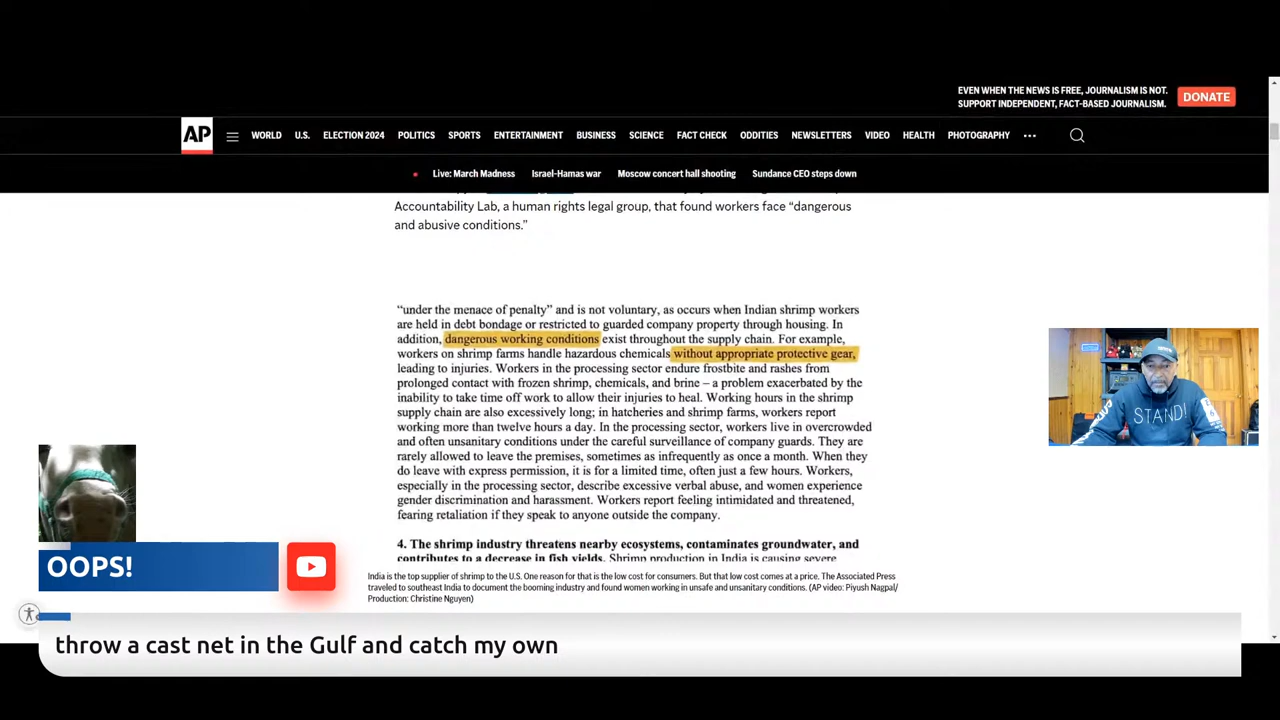 EVEN WHEN THE NEWS IS FREE, JOURNALISM IS NOT.
SUPPORT INDEPENDENT, FACT-BASED JOURNALISM.
DONATE
AP
WORLD U.S. ELECTION 2024 POLITICS SPORTS ENTERTAINMENT BUSINESS SCIENCE FACT CHECK ODDITIES NEWSLETTERS VIDEO HEALTH PHOTOGRAPHY
Live: March Madness Israel-Hamas war Moscow concert hall shooting Sundance CEO steps down
Accountability Lab, a human rights legal group, that found workers face “dangerous
and abusive conditions.”
“under the menace of penalty” and is not voluntary, as occurs when Indian shrimp workers
are held in debt bondage or restricted to guarded company property through housing. In
addition, dangerous working conditions exist throughout the supply chain. For example,
workers on shrimp farms handle hazardous chemicals without appropriate protective gear,
leading to injuries. Workers in the processing sector endure frostbite and rashes from
prolonged contact with frozen shrimp, chemicals, and brine – a problem exacerbated by the
inability to take time off work to allow their injuries to heal. Working hours in the shrimp
supply chain are also excessively long; in hatcheries and shrimp farms, workers report
working more than twelve hours a day. In the processing sector, workers live in overcrowded
and often unsanitary conditions under the careful surveillance of company guards. They are
rarely allowed to leave the premises, sometimes as infrequently as once a month. When they
do leave with express permission, it is for a limited time, often just a few hours. Workers,
especially in the processing sector, describe excessive verbal abuse, and women experience
gender discrimination and harassment. Workers report feeling intimidated and threatened,
fearing retaliation if they speak to anyone outside the company.
4. The shrimp industry threatens nearby ecosystems, contaminates groundwater, and
contributes to a decrease in fish yields. Shrimp production in India is causing severe
India is the top supplier of shrimp to the U.S. One reason for that is the low cost for consumers. But that low cost comes at a price. The Associated Press
traveled to southeast India to document the booming industry and found women working in unsafe and unsanitary conditions. (AP video: Piyush Nagpal/
Production: Christine Nguyen)
STAND!
OOPS!
throw a cast net in the Gulf and catch my own